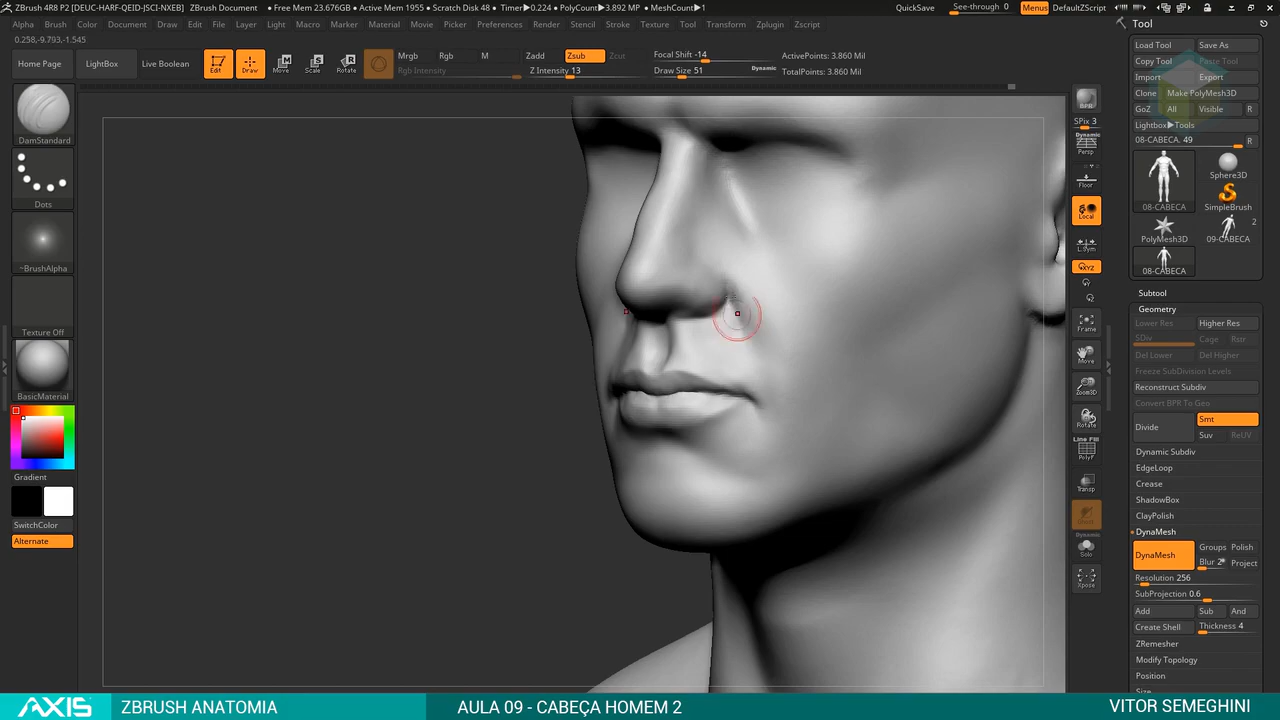 ZBrush 4R8 P2 [DEUC-HARF-QEID-JSCI-NXEB] ZBrush Document • Free Mem 23.676GB • Active Mem 1955 • Scratch Disk 48 • Timer▶0.224 • PolyCount▶3.892 MP • MeshCount▶1 QuickSave See-through 0 Menus DefaultZScript
Alpha Brush Color Document Draw Edit File Layer Light Macro Marker Material Movie Picker Preferences Render Stencil Stroke Texture Tool Transform Zplugin Zscript
0.258,-9.793,-1.545
Home Page LightBox Live Boolean Edit Draw Move Scale Rotate
Mrgb Rgb M Zadd Zsub Zcut Focal Shift -14 ActivePoints: 3.860 Mil
Rgb Intensity Z Intensity 13 Draw Size 51 Dynamic TotalPoints: 3.860 Mil
DamStandard
Dots
~BrushAlpha
Texture Off
BasicMaterial
Gradient
SwitchColor
Alternate
BPR
SPix 3
Dynamic
Persp
Floor
Local
L.Sym
XYZ
Frame
Move
Zoom3D
Rotate
Line Fill
PolyF
Transp
Ghost
Dynamic
Solo
Xpose
Tool
Load Tool Save As
Copy Tool Paste Tool
Import Export
Clone Make PolyMesh3D
GoZ All Visible R
Lightbox▶Tools
08-CABECA. 49 R
08-CABECA Sphere3D
SimpleBrush
2
PolyMesh3D 09-CABECA
08-CABECA
Subtool
Geometry
Lower Res Higher Res
SDiv Cage Rstr
Del Lower Del Higher
Freeze SubDivision Levels
Reconstruct Subdiv
Convert BPR To Geo
Divide Smt
Suv ReUV
Dynamic Subdiv
EdgeLoop
Crease
ShadowBox
ClayPolish
DynaMesh
DynaMesh Groups Polish
Blur 2 Project
Resolution 256
SubProjection 0.6
Add Sub And
Create Shell Thickness 4
ZRemesher
Modify Topology
Position
Size
AXIS ZBRUSH ANATOMIA AULA 09 - CABEÇA HOMEM 2 VITOR SEMEGHINI